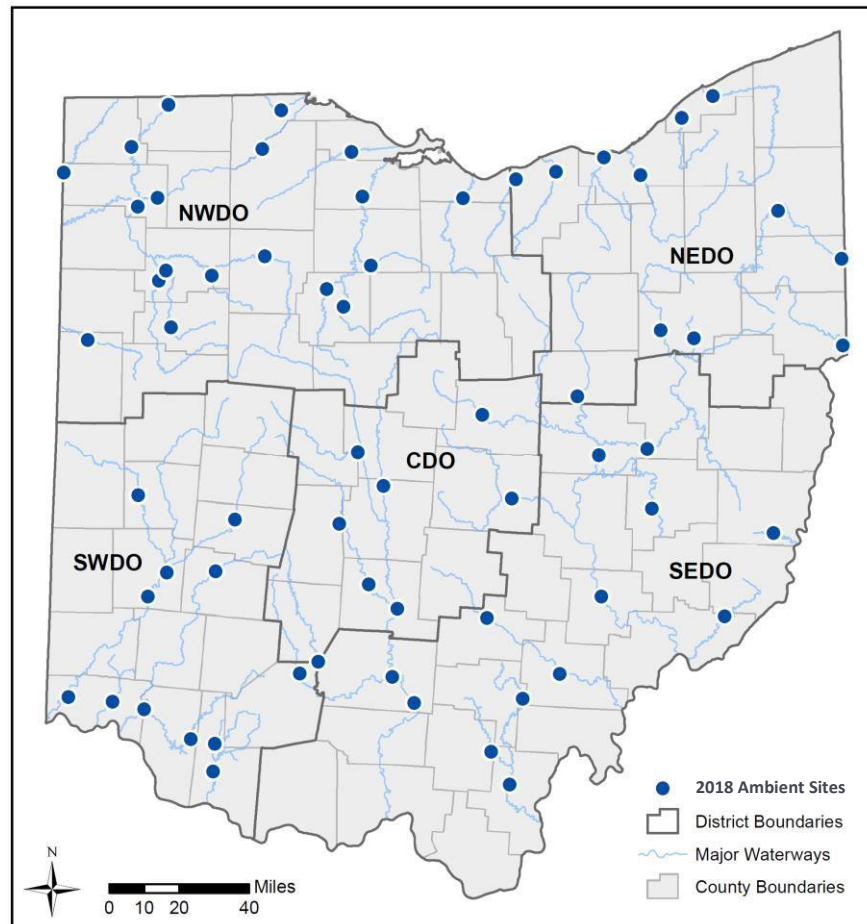 NWDO
NEDO
CDO
SWDO
SEDO
2018 Ambient Sites
District Boundaries
Major Waterways
County Boundaries
N
Miles
0 10 20 40